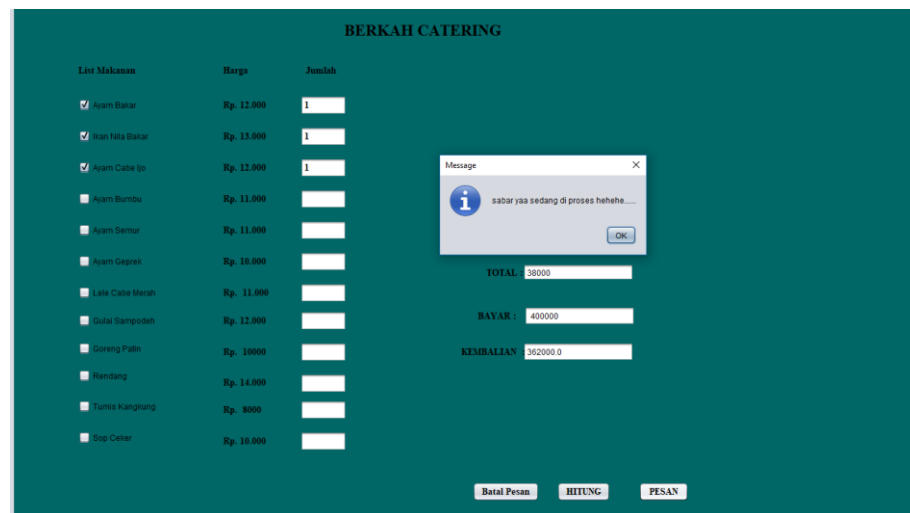 BERKAH CATERING
List Makanan Harga Jumlah
Ayam Bakar Rp. 12.000 1
Ikan Nila Bakar Rp. 13.000 1
Ayam Cabe Ijo Rp. 12.000 1
Message
Ayam Bumbu Rp. 11.000
sabar yaa sedang di proses hehehe.....
Ayam Semur Rp. 11.000
OK
Ayam Geprek Rp. 10.000
TOTAL : 38000
Lele Cabe Merah Rp. 11.000
Gulai Sampodeh Rp. 12.000
BAYAR : 400000
Goreng Patin Rp. 10000
KEMBALIAN : 362000.0
Rendang Rp. 14.000
Tumis Kangkung Rp. 8000
Sop Ceker Rp. 10.000
Batal Pesan HITUNG PESAN